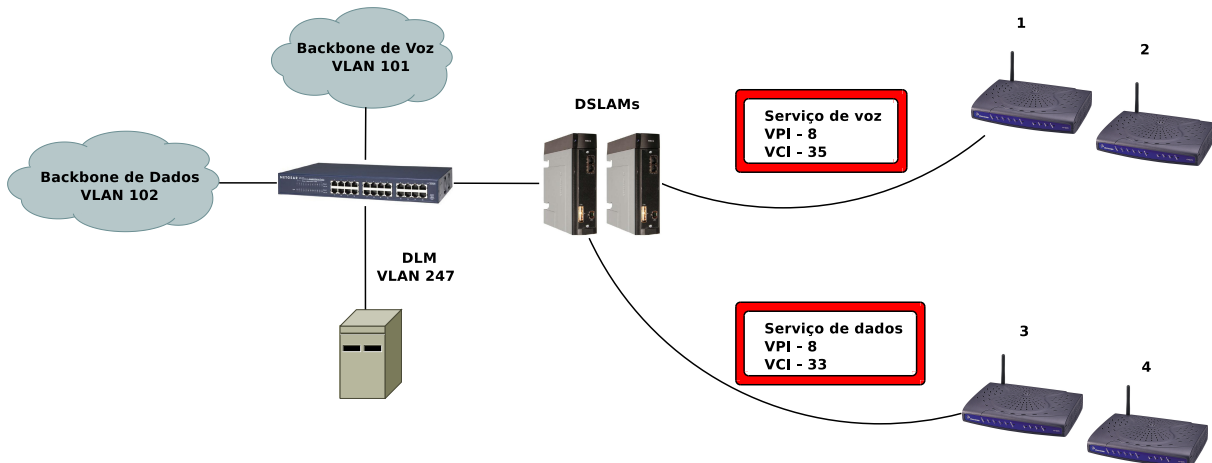 Backbone de Voz
VLAN 101
Backbone de Dados
VLAN 102
NETGEAR
DLM
VLAN 247
DSLAMs
Serviço de voz
VPI - 8
VCI - 35
1
2
Serviço de dados
VPI - 8
VCI - 33
3
4